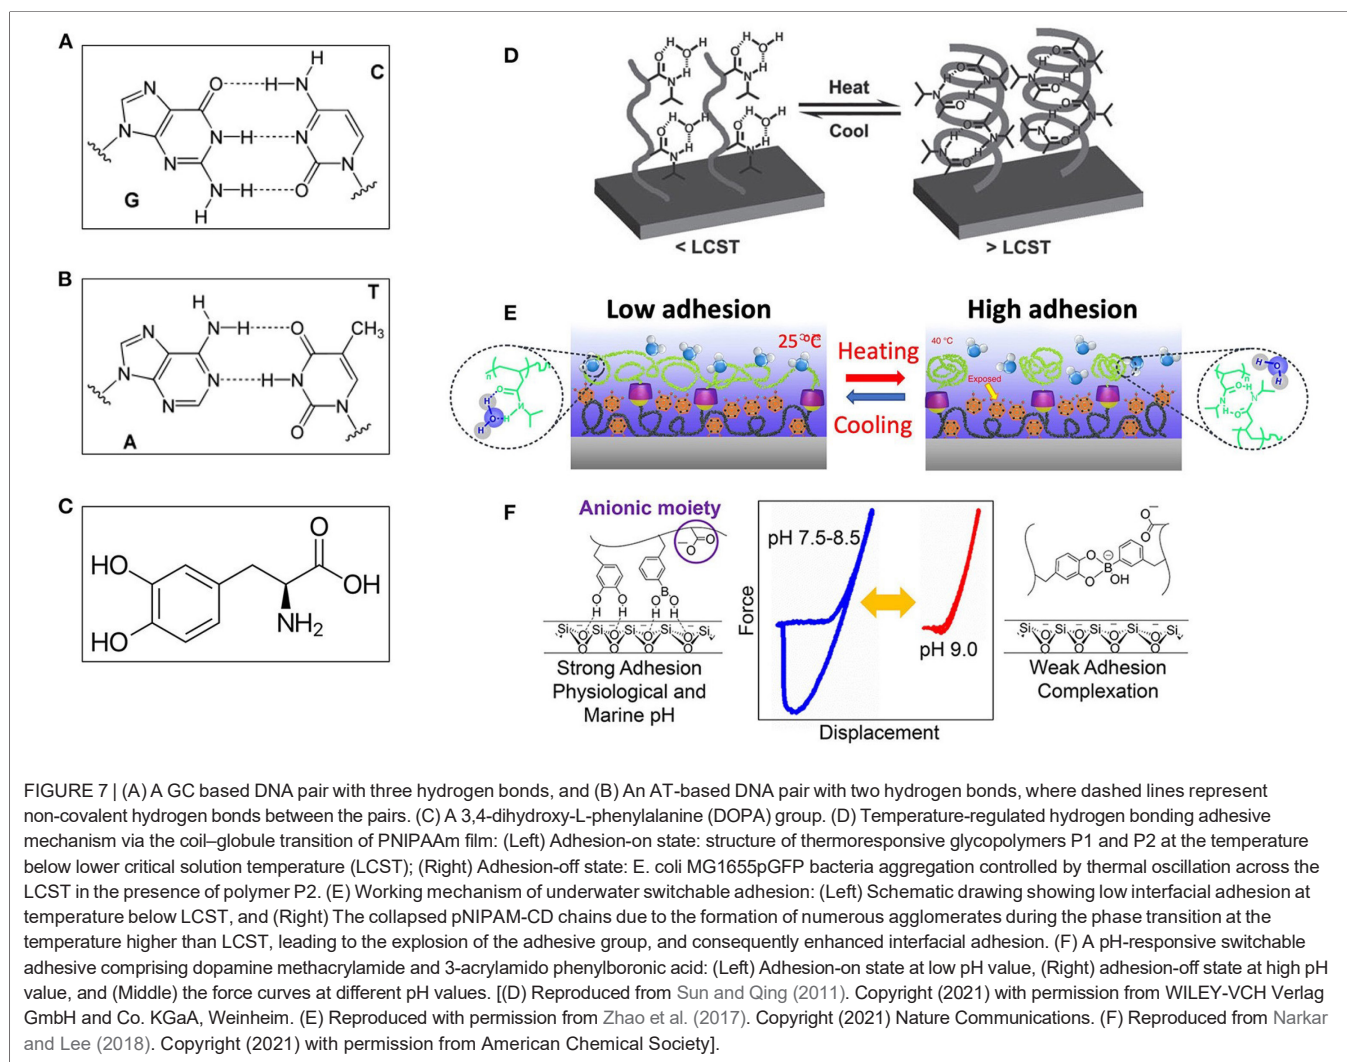 A
C
G
O
H
H
N
H
N
N
H
N
N
N
N
N
N
H
H
O
B
T
A
H
N
H
O
CH₃
N
N
N
N
H
N
N
O
C
HO
HO
O
OH
NH₂
D
Heat
Cool
< LCST
> LCST
E
Low adhesion
High adhesion
25 °C
Heating
Cooling
40 °C
Exposed
F
Anionic moiety
pH 7.5-8.5
pH 9.0
Force
Displacement
Strong Adhesion
Physiological and
Marine pH
Weak Adhesion
Complexation
FIGURE 7 | (A) A GC based DNA pair with three hydrogen bonds, and (B) An AT-based DNA pair with two hydrogen bonds, where dashed lines represent
non-covalent hydrogen bonds between the pairs. (C) A 3,4-dihydroxy-L-phenylalanine (DOPA) group. (D) Temperature-regulated hydrogen bonding adhesive
mechanism via the coil–globule transition of PNIPAAm film: (Left) Adhesion-on state: structure of thermoresponsive glycopolymers P1 and P2 at the temperature
below lower critical solution temperature (LCST); (Right) Adhesion-off state: E. coli MG1655pGFP bacteria aggregation controlled by thermal oscillation across the
LCST in the presence of polymer P2. (E) Working mechanism of underwater switchable adhesion: (Left) Schematic drawing showing low interfacial adhesion at
temperature below LCST, and (Right) The collapsed pNIPAM-CD chains due to the formation of numerous agglomerates during the phase transition at the
temperature higher than LCST, leading to the explosion of the adhesive group, and consequently enhanced interfacial adhesion. (F) A pH-responsive switchable
adhesive comprising dopamine methacrylamide and 3-acrylamido phenylboronic acid: (Left) Adhesion-on state at low pH value, (Right) adhesion-off state at high pH
value, and (Middle) the force curves at different pH values. [(D) Reproduced from Sun and Qing (2011). Copyright (2021) with permission from WILEY-VCH Verlag
GmbH and Co. KGaA, Weinheim. (E) Reproduced with permission from Zhao et al. (2017). Copyright (2021) Nature Communications. (F) Reproduced from Narkar
and Lee (2018). Copyright (2021) with permission from American Chemical Society].